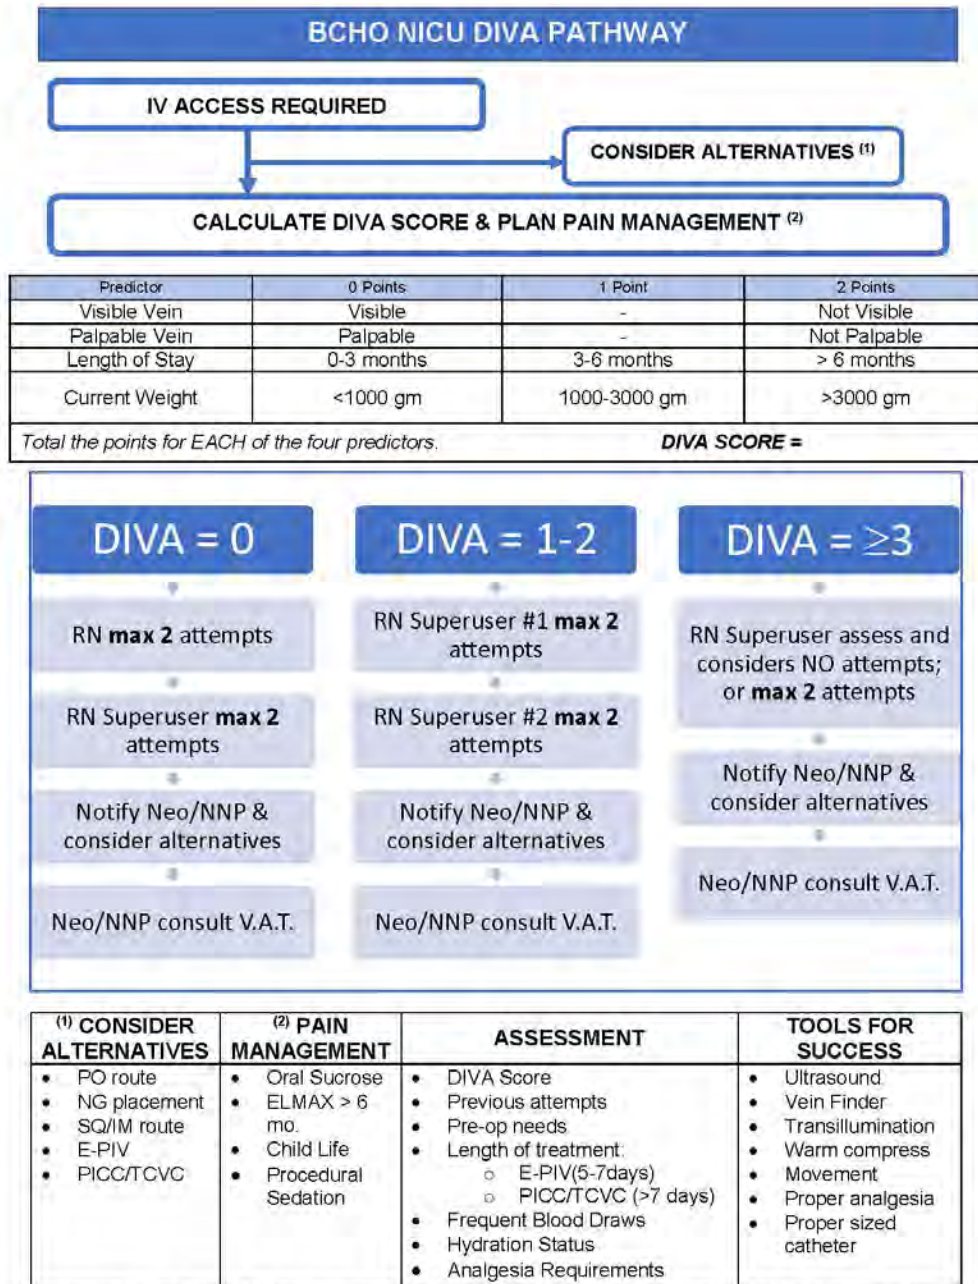 BCHO NICU DIVA PATHWAY
IV ACCESS REQUIRED
CONSIDER ALTERNATIVES (1)
CALCULATE DIVA SCORE & PLAN PAIN MANAGEMENT (2)
Predictor 0 Points 1 Point 2 Points
Visible Vein Visible - Not Visible
Palpable Vein Palpable - Not Palpable
Length of Stay 0-3 months 3-6 months > 6 months
Current Weight <1000 gm 1000-3000 gm >3000 gm
Total the points for EACH of the four predictors. DIVA SCORE =
DIVA = 0
RN max 2 attempts
RN Superuser max 2
attempts
Notify Neo/NNP &
consider alternatives
Neo/NNP consult V.A.T.
DIVA = 1-2
RN Superuser #1 max 2
attempts
RN Superuser #2 max 2
attempts
Notify Neo/NNP &
consider alternatives
Neo/NNP consult V.A.T.
DIVA = ≥3
RN Superuser assess and
considers NO attempts;
or max 2 attempts
Notify Neo/NNP &
consider alternatives
Neo/NNP consult V.A.T.
(1) CONSIDER
ALTERNATIVES
• PO route
• NG placement
• SQ/IM route
• E-PIV
• PICC/TCVC
(2) PAIN
MANAGEMENT
• Oral Sucrose
• ELMAX > 6
mo.
• Child Life
• Procedural
Sedation
ASSESSMENT
• DIVA Score
• Previous attempts
• Pre-op needs
• Length of treatment:
o E-PIV(5-7days)
o PICC/TCVC (>7 days)
• Frequent Blood Draws
• Hydration Status
• Analgesia Requirements
TOOLS FOR
SUCCESS
• Ultrasound
• Vein Finder
• Transillumination
• Warm compress
• Movement
• Proper analgesia
• Proper sized
catheter